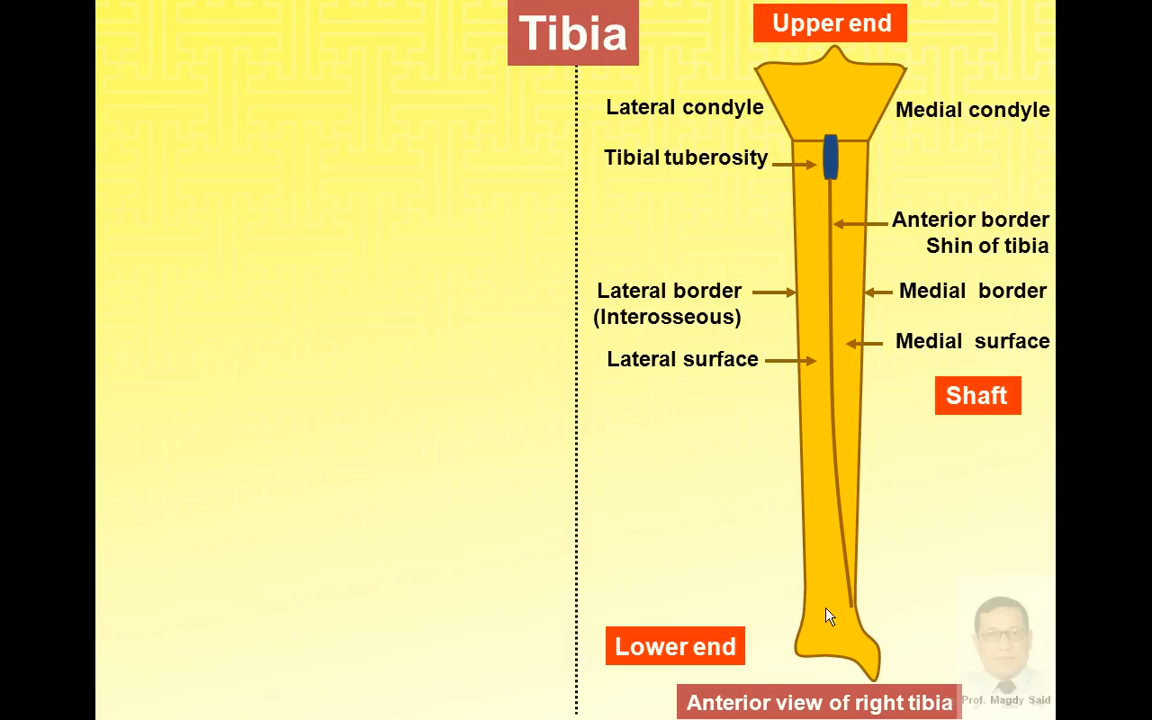 Tibia
Upper end
Lateral condyle
Medial condyle
Tibial tuberosity
Anterior border
Shin of tibia
Lateral border
(Interosseous)
Medial border
Medial surface
Lateral surface
Shaft
Lower end
Anterior view of right tibia
Prof. Magdy Said